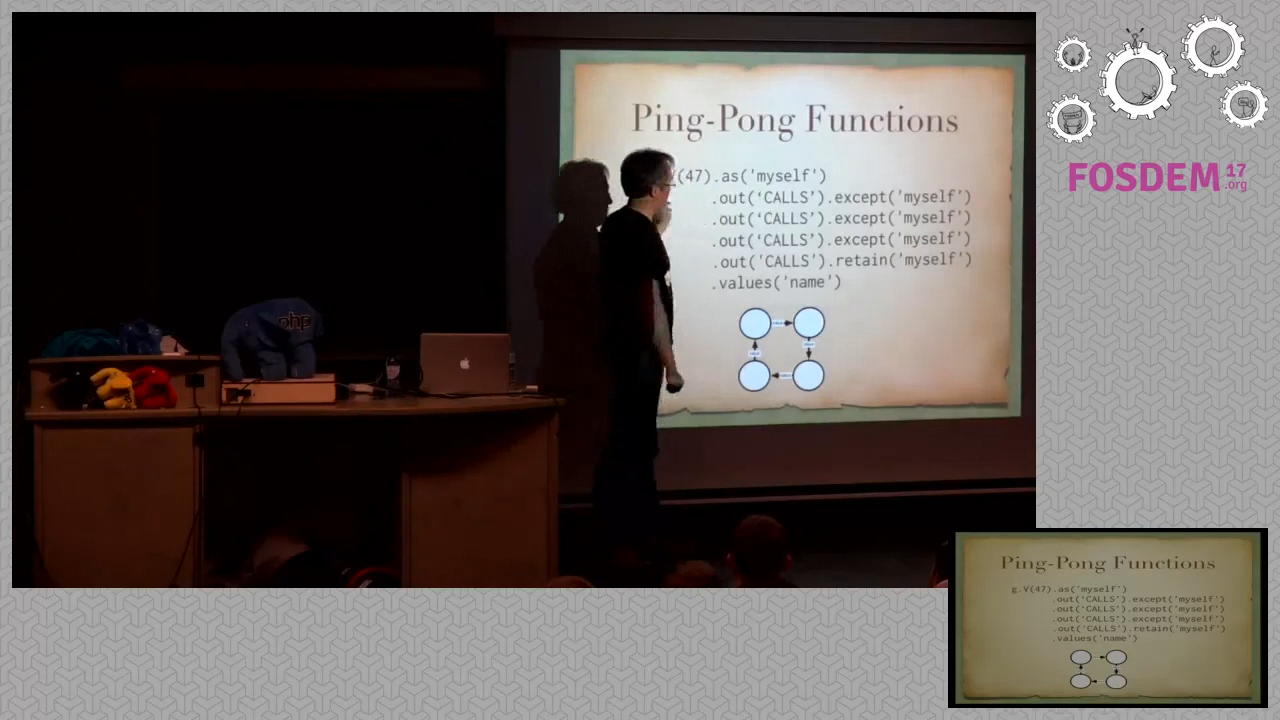 Ping-Pong Functions
(47).as('myself')
.out(‘CALLS’).except('myself')
.out(‘CALLS’).except('myself')
.out(‘CALLS’).except('myself')
.out(‘CALLS').retain('myself')
.values('name')
php
FOSDEM 17
.org
Ping-Pong Functions
g.V(47).as('myself')
.out(‘CALLS’).except('myself')
.out(‘CALLS’).except('myself')
.out(‘CALLS’).except('myself')
.out(‘CALLS').retain('myself')
.values('name')